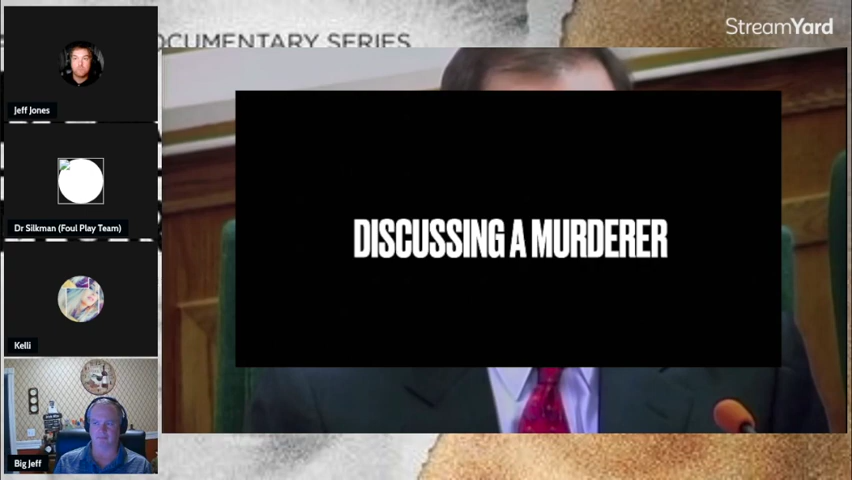 OCUMENTARY SERIES
StreamYard
Jeff Jones
DISCUSSING A MURDERER
Dr Silkman (Foul Play Team)
Kelli
Big Jeff